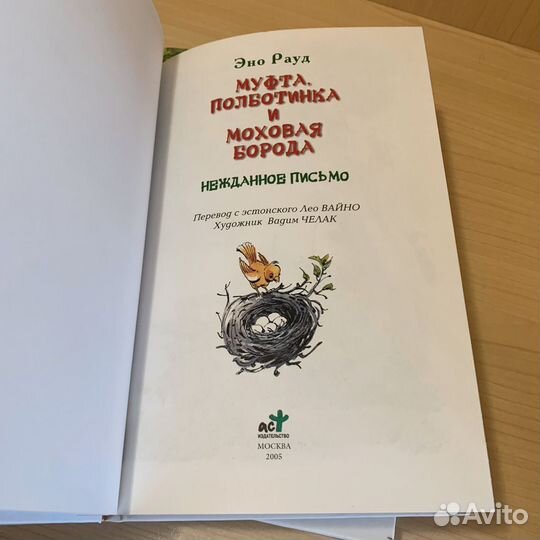 Эно Рауд
МУФТА,
ПОЛБОТИНКА
И
МОХОВАЯ
БОРОДА
НЕЖДАННОЕ ПИСЬМО
Перевод с эстонского Лео ВАЙНО
Художник Вадим ЧЕЛАК
аст
ИЗДАТЕЛЬСТВО
МОСКВА
2005
Avito